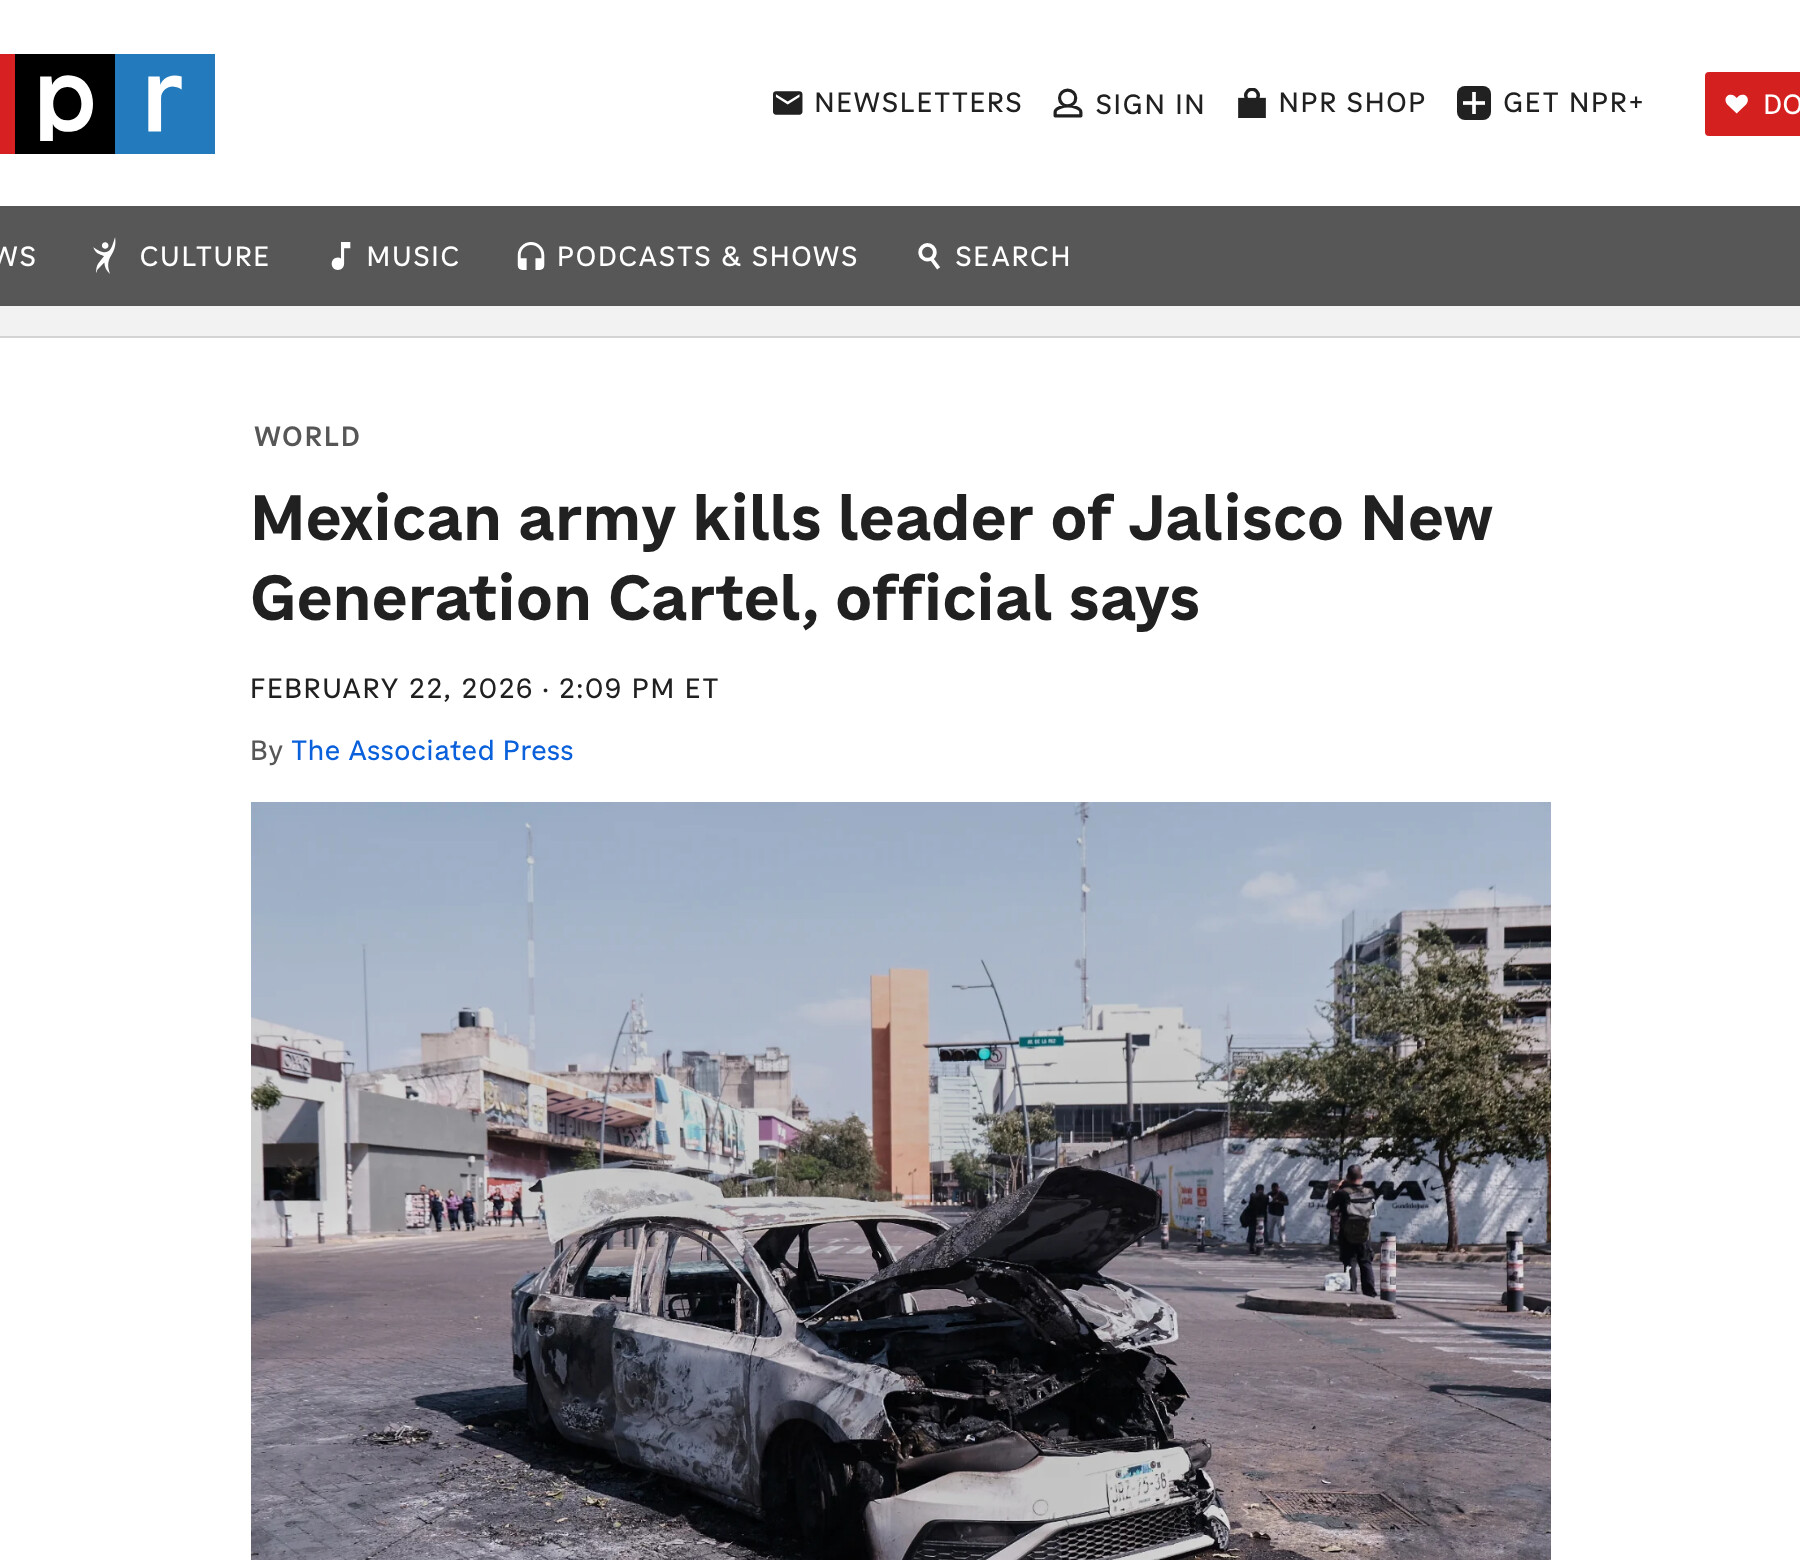 p r
NEWSLETTERS SIGN IN NPR SHOP GET NPR+ DO
WS CULTURE MUSIC PODCASTS & SHOWS SEARCH
WORLD
Mexican army kills leader of Jalisco New
Generation Cartel, official says
FEBRUARY 22, 2026 · 2:09 PM ET
By The Associated Press